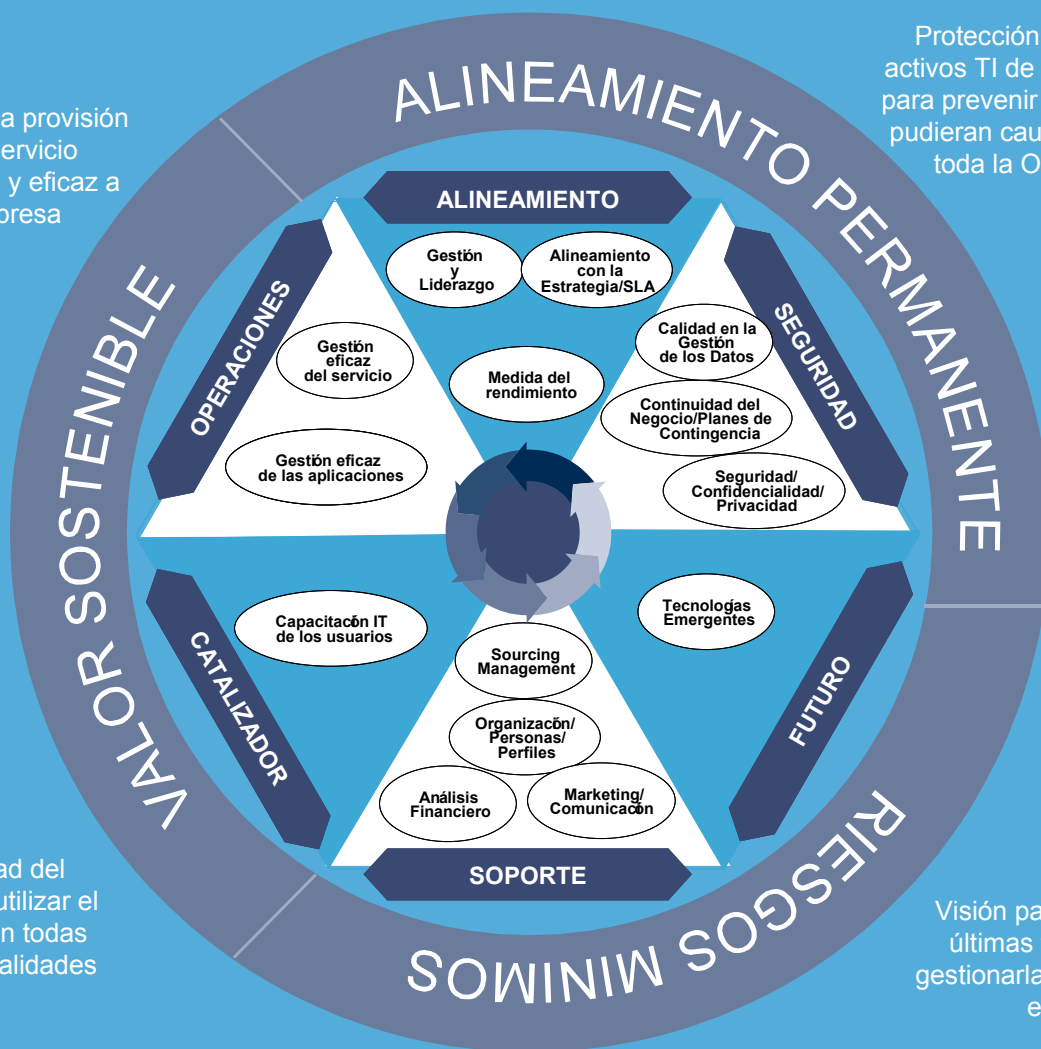 Protección
activos TI de
para prevenir
pudieran cau
toda la O
a provisión
ervicio
y eficaz a
presa
ALINEAMIENTO PERMANENTE
VALOR SOSTENIBLE
RIESGOS MINIMOS
ALINEAMIENTO
Gestión
y
Liderazgo
Alineamiento
con la
Estrategia/SLA
Medida del
rendimiento
OPERACIONES
Gestión
eficaz
del servicio
Gestión eficaz
de las aplicaciones
SEGURIDAD
Calidad en la
Gestión
de los Datos
Continuidad del
Negocio/Planes de
Contingencia
Seguridad/
Confidencialidad/
Privacidad
CATALIZADOR
Capacitacón IT
de los usuarios
FUTURO
Tecnologías
Emergentes
Sourcing
Management
Organizacón/
Personas/
Perfiles
Análisis
Financiero
Marketing/
Comunicacón
SOPORTE
ad del
utilizar el
n todas
alidades
Visión pa
últimas
gestionarla
e